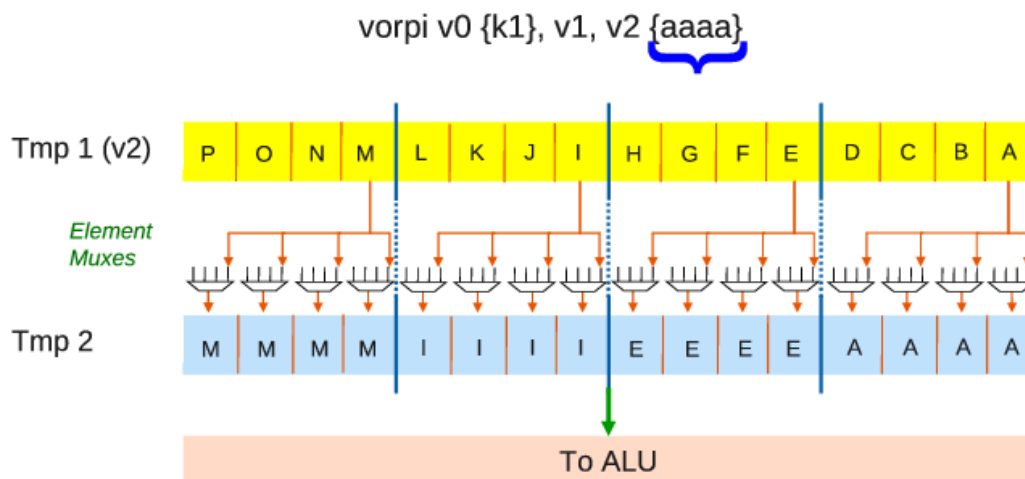 vorpi v0 {k1}, v1, v2 {aaaa}
Tmp 1 (v2) P O N M L K J I H G F E D C B A
Element
Muxes
Tmp 2 M M M M I I I I E E E E A A A A
To ALU